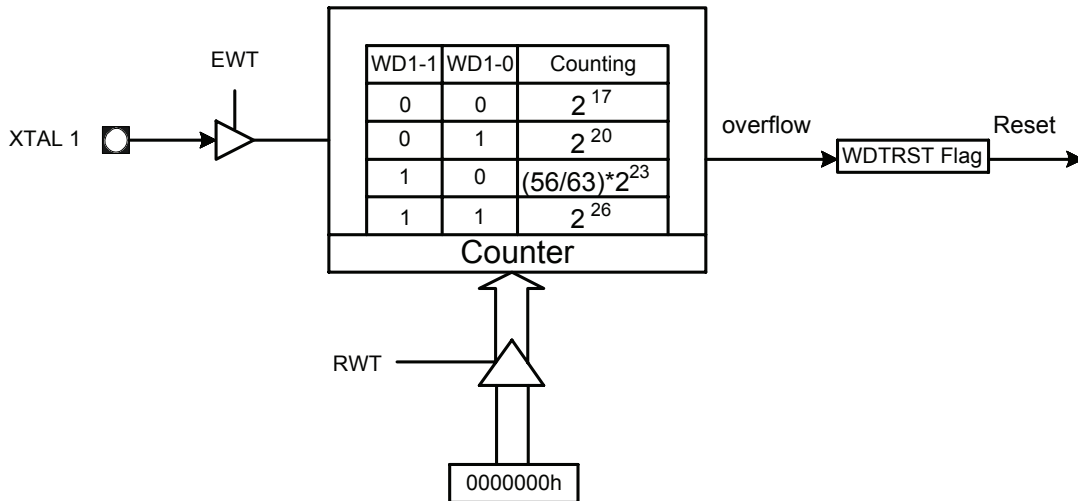 EWT
XTAL 1
WD1-1 WD1-0 Counting
0 0 2^17
0 1 2^20
1 0 (56/63)*2^23
1 1 2^26
Counter
overflow
WDTRST Flag
Reset
RWT
0000000h